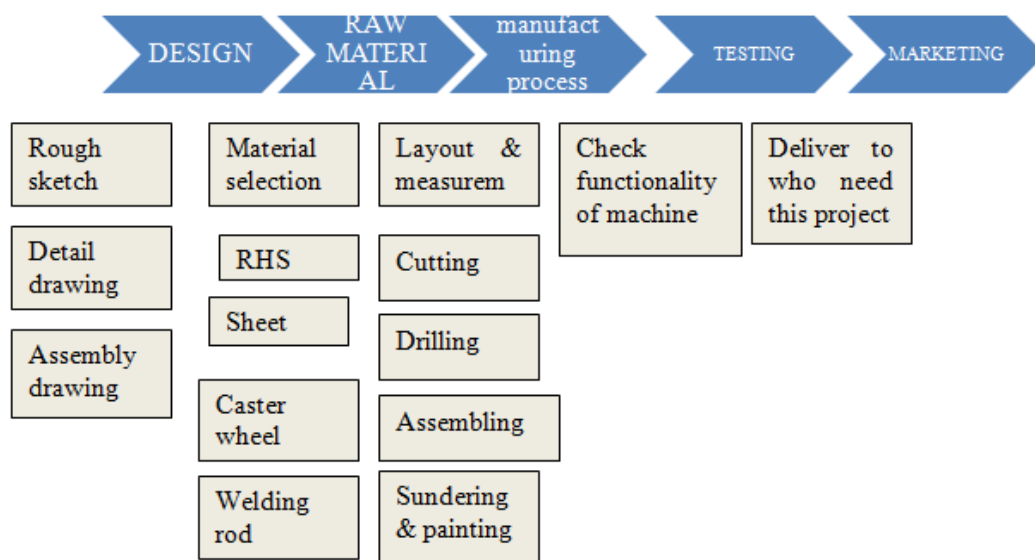 DESIGN
RAW
MATERI
AL
manufact
uring
process
TESTING
MARKETING
Rough
sketch
Detail
drawing
Assembly
drawing
Material
selection
RHS
Sheet
Caster
wheel
Welding
rod
Layout &
measurem
Cutting
Drilling
Assembling
Sundering
& painting
Check
functionality
of machine
Deliver to
who need
this project